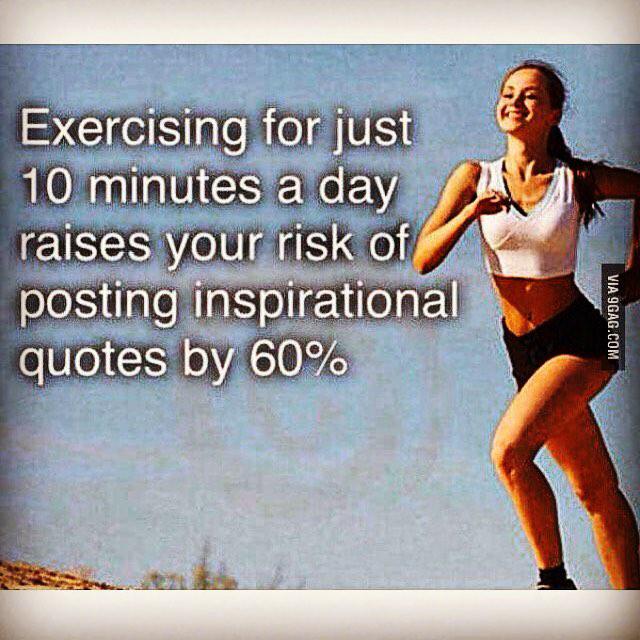 Exercising for just
10 minutes a day
raises your risk of
posting inspirational
quotes by 60%
VIA 9GAG.COM